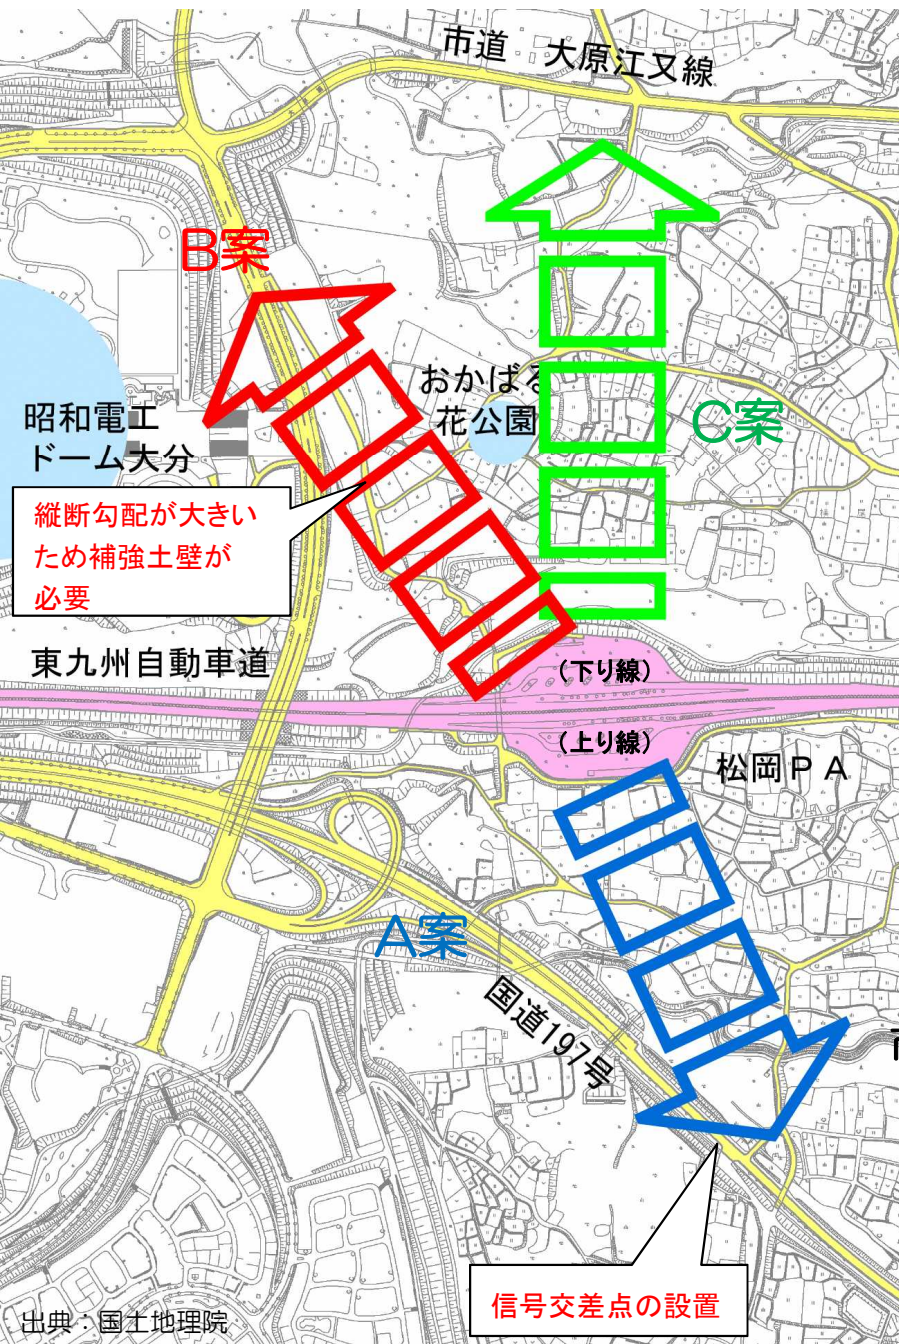 市道　大原江又線
B案
おかばる
花公園
C案
昭和電工
ドーム大分
縦断勾配が大きい
ため補強土壁が
必要
東九州自動車道
（下り線）
（上り線）
松岡ＰＡ
A案
国道197号
信号交差点の設置
出典：国土地理院